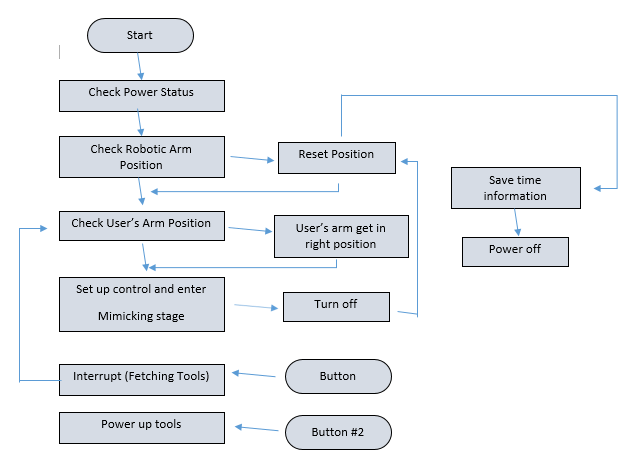 Start
Check Power Status
Check Robotic Arm
Position
Reset Position
Save time
information
Check User's Arm Position
User's arm get in
right position
Power off
Set up control and enter
Mimicking stage
Turn off
Interrupt (Fetching Tools)
Button
Power up tools
Button #2